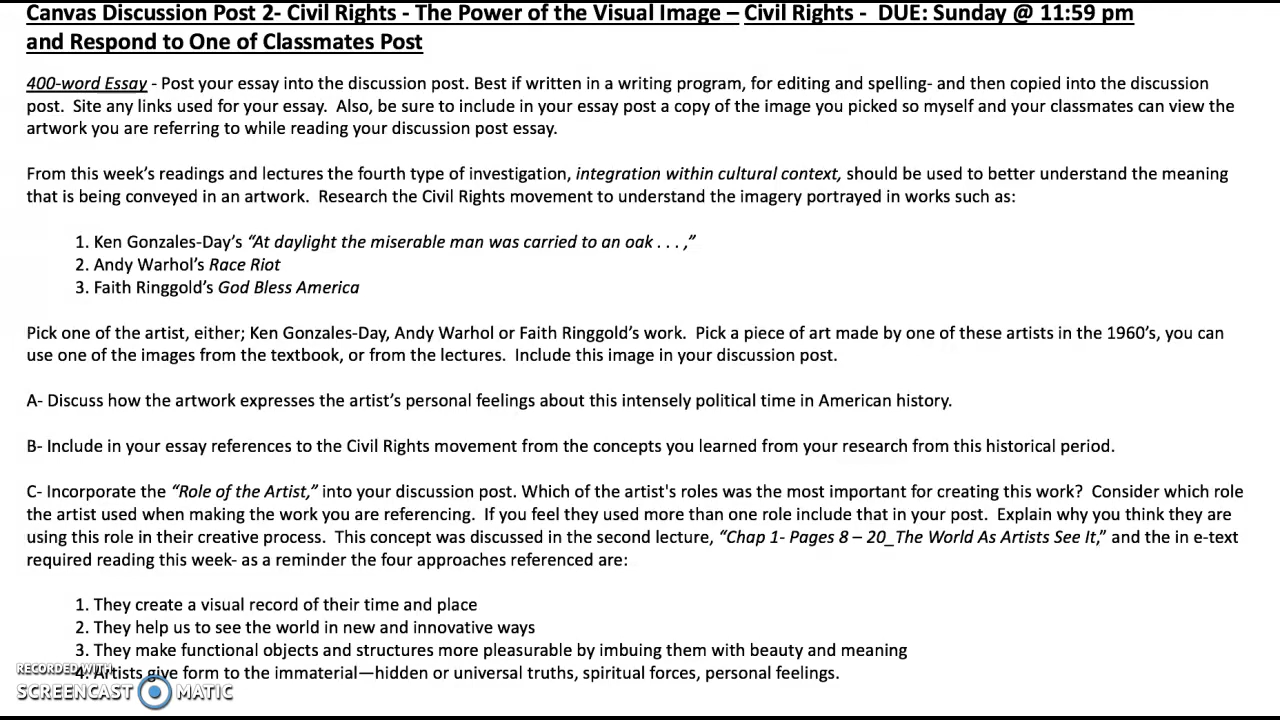 Canvas Discussion Post 2- Civil Rights - The Power of the Visual Image – Civil Rights -  DUE: Sunday @ 11:59 pm
and Respond to One of Classmates Post
400-word Essay - Post your essay into the discussion post. Best if written in a writing program, for editing and spelling- and then copied into the discussion
post.  Site any links used for your essay.  Also, be sure to include in your essay post a copy of the image you picked so myself and your classmates can view the
artwork you are referring to while reading your discussion post essay.
From this week's readings and lectures the fourth type of investigation, integration within cultural context, should be used to better understand the meaning
that is being conveyed in an artwork.  Research the Civil Rights movement to understand the imagery portrayed in works such as:
1. Ken Gonzales-Day's "At daylight the miserable man was carried to an oak . . . ,"
2. Andy Warhol's Race Riot
3. Faith Ringgold's God Bless America
Pick one of the artist, either; Ken Gonzales-Day, Andy Warhol or Faith Ringgold's work.  Pick a piece of art made by one of these artists in the 1960's, you can
use one of the images from the textbook, or from the lectures.  Include this image in your discussion post.
A- Discuss how the artwork expresses the artist's personal feelings about this intensely political time in American history.
B- Include in your essay references to the Civil Rights movement from the concepts you learned from your research from this historical period.
C- Incorporate the "Role of the Artist," into your discussion post. Which of the artist's roles was the most important for creating this work?  Consider which role
the artist used when making the work you are referencing.  If you feel they used more than one role include that in your post.  Explain why you think they are
using this role in their creative process.  This concept was discussed in the second lecture, "Chap 1- Pages 8 – 20_The World As Artists See It," and the in e-text
required reading this week- as a reminder the four approaches referenced are:
1. They create a visual record of their time and place
2. They help us to see the world in new and innovative ways
3. They make functional objects and structures more pleasurable by imbuing them with beauty and meaning
4. Artists give form to the immaterial—hidden or universal truths, spiritual forces, personal feelings.
RECORDED WITH
SCREENCAST MATIC